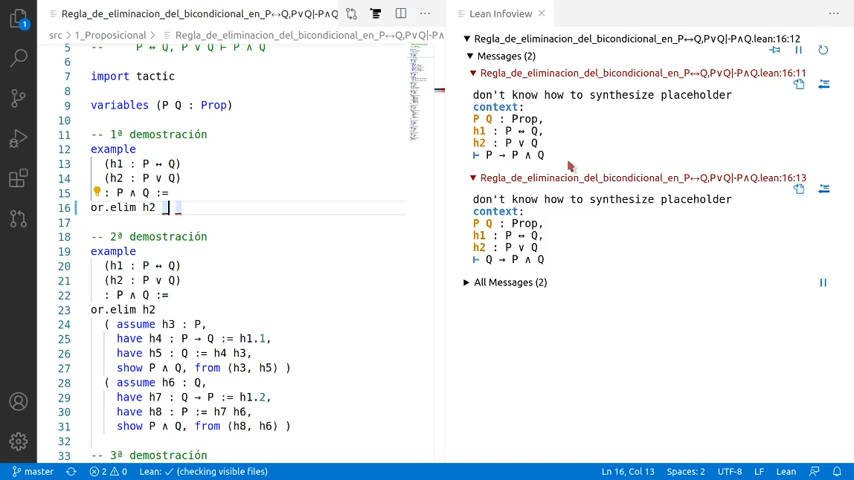 Regla_de_eliminacion_del_bicondicional_en_P↔Q,P∨Q|-P∧Q
src > 1_Proposicional > Regla_de_eliminacion_del_bicondicional_en_P↔Q,P∨Q|-P∧
5 -- P ↔ Q, P ∨ Q ⊢ P ∧ Q
6
7 import tactic
8
9 variables (P Q : Prop)
10
11 -- 1ª demostración
12 example
13 (h1 : P ↔ Q)
14 (h2 : P ∨ Q)
15 : P ∧ Q :=
16 or.elim h2 _ _
17
18 -- 2ª demostración
19 example
20 (h1 : P ↔ Q)
21 (h2 : P ∨ Q)
22 : P ∧ Q :=
23 or.elim h2
24 ( assume h3 : P,
25 have h4 : P → Q := h1.1,
26 have h5 : Q := h4 h3,
27 show P ∧ Q, from ⟨h3, h5⟩ )
28 ( assume h6 : Q,
29 have h7 : Q → P := h1.2,
30 have h8 : P := h7 h6,
31 show P ∧ Q, from ⟨h8, h6⟩ )
32
33 -- 3ª demostración
Lean Infoview
Regla_de_eliminacion_del_bicondicional_en_P↔Q,P∨Q|-P∧Q.lean:16:12
Messages (2)
Regla_de_eliminacion_del_bicondicional_en_P↔Q,P∨Q|-P∧Q.lean:16:11
don't know how to synthesize placeholder
context:
P Q : Prop,
h1 : P ↔ Q,
h2 : P ∨ Q
⊢ P → P ∧ Q
Regla_de_eliminacion_del_bicondicional_en_P↔Q,P∨Q|-P∧Q.lean:16:13
don't know how to synthesize placeholder
context:
P Q : Prop,
h1 : P ↔ Q,
h2 : P ∨ Q
⊢ Q → P ∧ Q
All Messages (2)
1
master 2 0 Lean: ✓ (checking visible files) Ln 16, Col 13 Spaces: 2 UTF-8 LF Lean